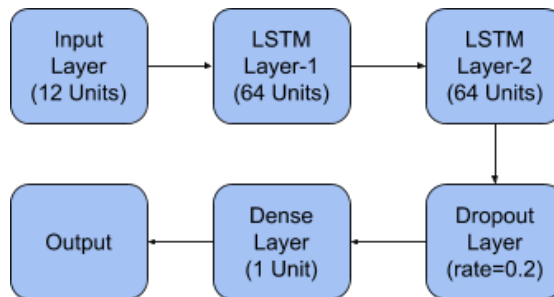 Input
Layer
(12 Units)
LSTM
Layer-1
(64 Units)
LSTM
Layer-2
(64 Units)
Dropout
Layer
(rate=0.2)
Dense
Layer
(1 Unit)
Output